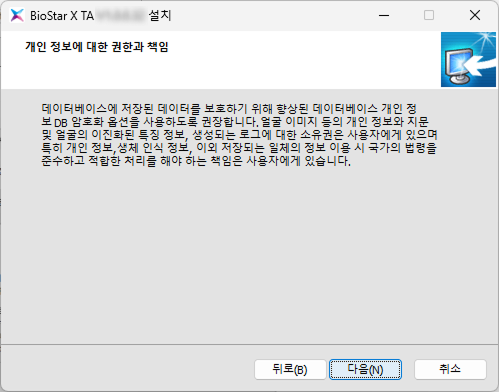 BioStar X TA 설치
개인 정보에 대한 권한과 책임
데이터베이스에 저장된 데이터를 보호하기 위해 향상된 데이터베이스 개인 정
보 DB 암호화 옵션을 사용하도록 권장합니다.얼굴 이미지 등의 개인 정보와 지문
및 얼굴의 이진화된 특징 정보, 생성되는 로그에 대한 소유권은 사용자에게 있으며
특히 개인 정보,생체 인식 정보, 이외 저장되는 일체의 정보 이용 시 국가의 법령을
준수하고 적합한 처리를 해야 하는 책임은 사용자에게 있습니다.
뒤로(B)
다음(N)
취소